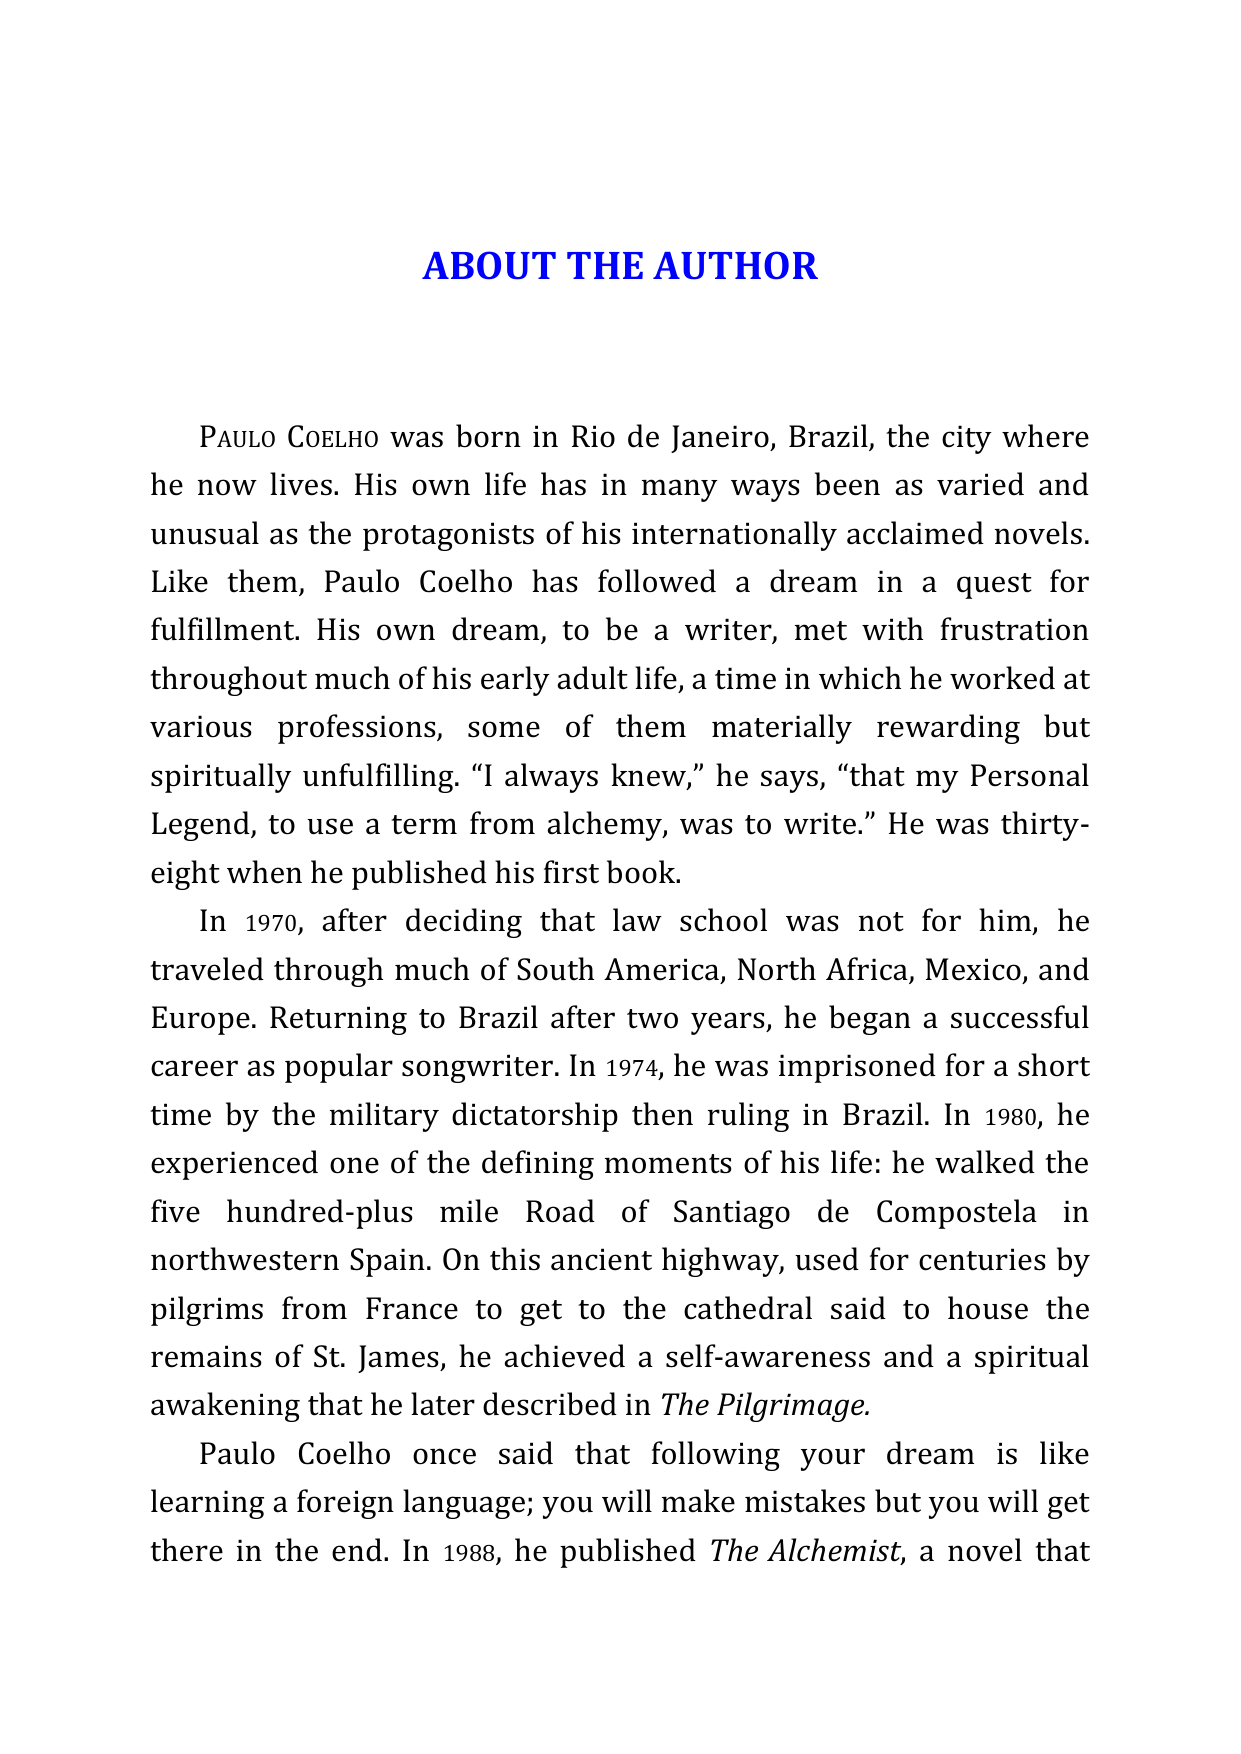 ABOUT THE AUTHOR
PAULO COELHO was born in Rio de Janeiro, Brazil, the city where
he now lives. His own life has in many ways been as varied and
unusual as the protagonists of his internationally acclaimed novels.
Like them, Paulo Coelho has followed a dream in a quest for
fulfillment. His own dream, to be a writer, met with frustration
throughout much of his early adult life, a time in which he worked at
various professions, some of them materially rewarding but
spiritually unfulfilling. “I always knew,” he says, “that my Personal
Legend, to use a term from alchemy, was to write.” He was thirty-
eight when he published his first book.
In 1970, after deciding that law school was not for him, he
traveled through much of South America, North Africa, Mexico, and
Europe. Returning to Brazil after two years, he began a successful
career as popular songwriter. In 1974, he was imprisoned for a short
time by the military dictatorship then ruling in Brazil. In 1980, he
experienced one of the defining moments of his life: he walked the
five hundred-plus mile Road of Santiago de Compostela in
northwestern Spain. On this ancient highway, used for centuries by
pilgrims from France to get to the cathedral said to house the
remains of St. James, he achieved a self-awareness and a spiritual
awakening that he later described in The Pilgrimage.
Paulo Coelho once said that following your dream is like
learning a foreign language; you will make mistakes but you will get
there in the end. In 1988, he published The Alchemist, a novel that